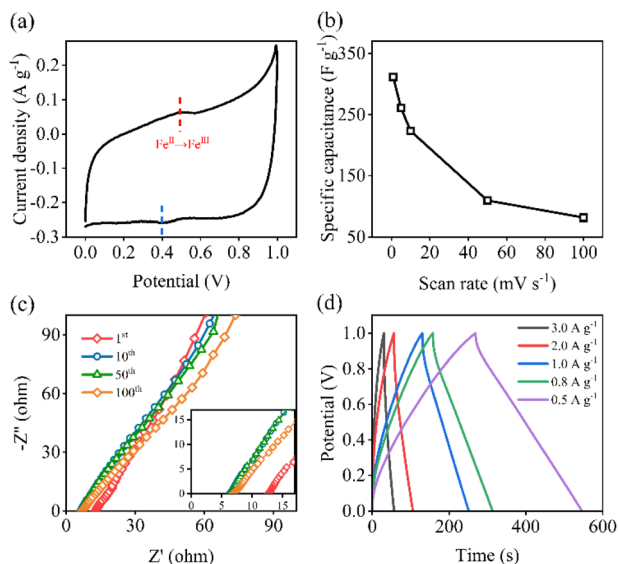 (a)
Current density (A g⁻¹)
0.2
0.1
0.0
-0.1
-0.2
-0.3
Feᴵᴵ→Feᴵᴵᴵ
0.0 0.2 0.4 0.6 0.8 1.0
Potential (V)
(b)
Specific capacitance (F g⁻¹)
350
250
150
50
0 20 40 60 80 100
Scan rate (mV s⁻¹)
(c)
-Z'' (ohm)
90
60
30
0
1ˢᵗ
10ᵗʰ
50ᵗʰ
100ᵗʰ
15
10
5
0
0 5 10 15
0 30 60 90
Z' (ohm)
(d)
Potential (V)
1.2
1.0
0.8
0.6
0.4
0.2
0.0
3.0 A g⁻¹
2.0 A g⁻¹
1.0 A g⁻¹
0.8 A g⁻¹
0.5 A g⁻¹
0 200 400 600
Time (s)